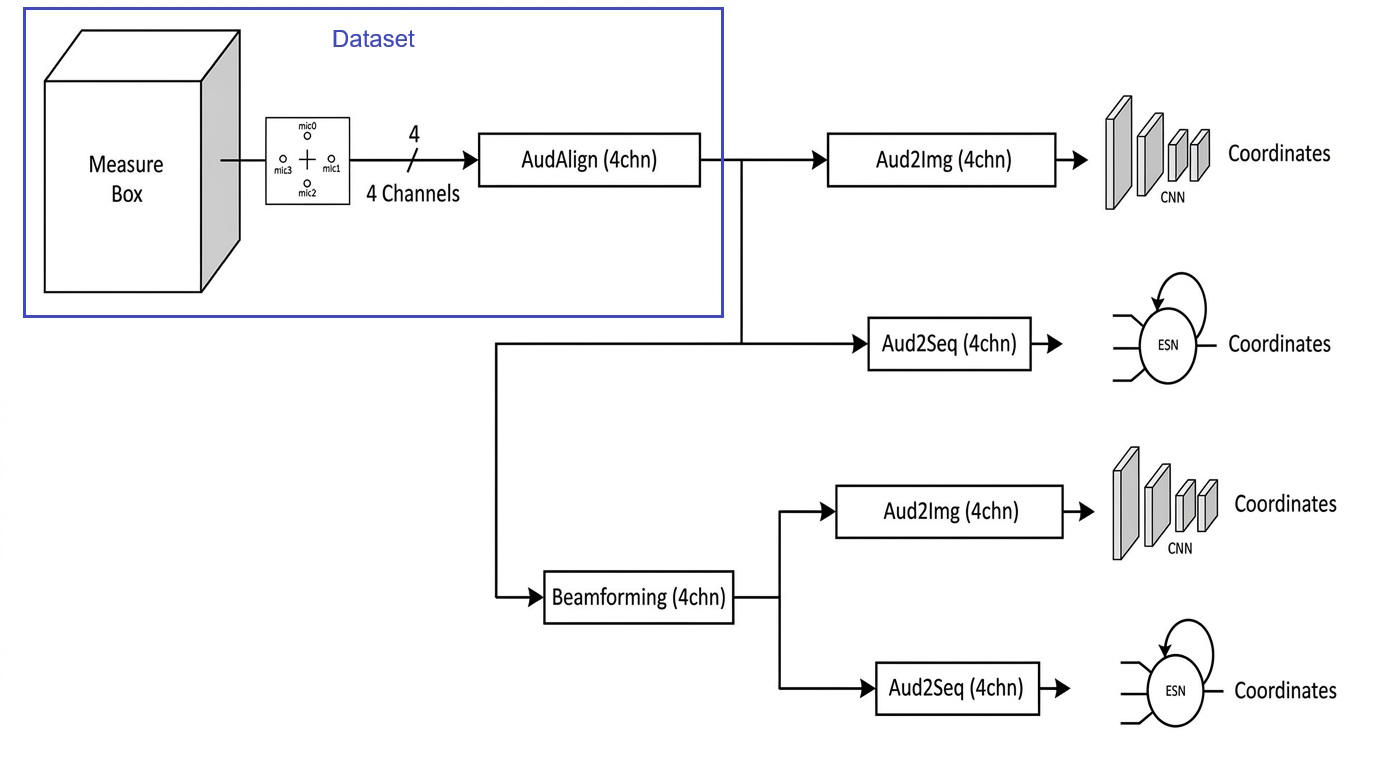 Dataset
Measure
Box
mic0
mic3
mic1
mic2
4
4 Channels
AudAlign (4chn)
Aud2Img (4chn)
CNN
Coordinates
Aud2Seq (4chn)
ESN
Coordinates
Aud2Img (4chn)
CNN
Coordinates
Beamforming (4chn)
Aud2Seq (4chn)
ESN
Coordinates